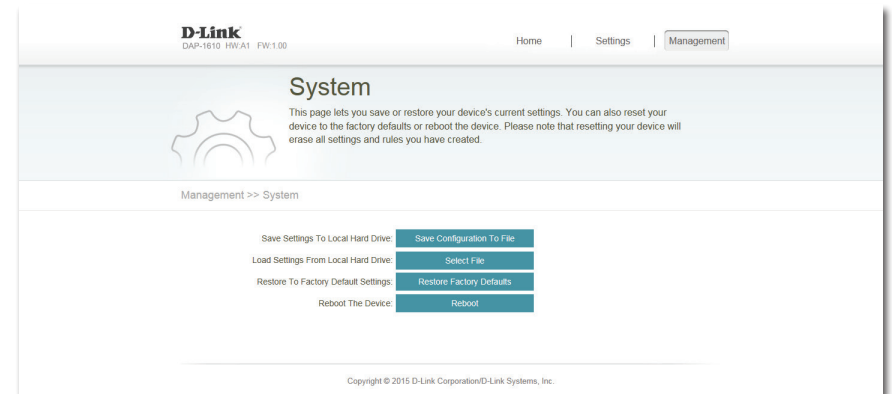 D-Link
DAP-1610 HW:A1 FW:1.00
Home | Settings | Management
System
This page lets you save or restore your device's current settings. You can also reset your
device to the factory defaults or reboot the device. Please note that resetting your device will
erase all settings and rules you have created.
Management >> System
Save Settings To Local Hard Drive: Save Configuration To File
Load Settings From Local Hard Drive: Select File
Restore To Factory Default Settings: Restore Factory Defaults
Reboot The Device: Reboot
Copyright © 2015 D-Link Corporation/D-Link Systems, Inc.